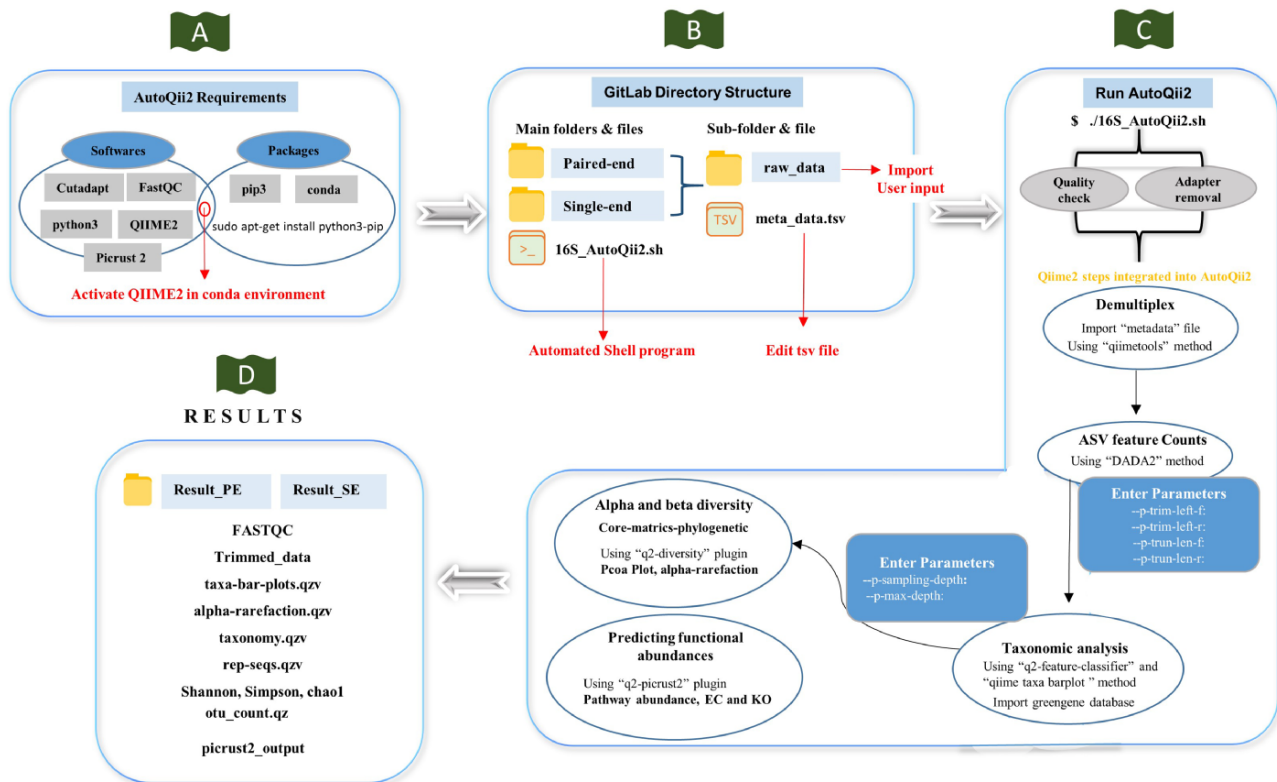 A
AutoQii2 Requirements
Softwares
Packages
Cutadapt
FastQC
pip3
conda
python3
QIIME2
sudo apt-get install python3-pip
Picrust 2
Activate QIIME2 in conda environment
B
GitLab Directory Structure
Main folders & files
Sub-folder & file
Paired-end
raw_data
Import
User input
Single-end
TSV
meta_data.tsv
>_
16S_AutoQii2.sh
Automated Shell program
Edit tsv file
C
Run AutoQii2
$ ./16S_AutoQii2.sh
Quality
check
Adapter
removal
Qiime2 steps integrated into AutoQii2
Demultiplex
Import “metadata” file
Using “qiimetools” method
ASV feature Counts
Using “DADA2” method
Enter Parameters
--p-trim-left-f:
--p-trim-left-r:
--p-trun-len-f:
--p-trun-len-r:
Taxonomic analysis
Using “q2-feature-classifier” and
“qiime taxa barplot ” method
Import greengene database
Enter Parameters
--p-sampling-depth:
--p-max-depth:
Alpha and beta diversity
Core-matrics-phylogenetic
Using “q2-diversity” plugin
Pcoa Plot, alpha-rarefaction
Predicting functional
abundances
Using “q2-picrust2” plugin
Pathway abundance, EC and KO
D
RESULTS
Result_PE
Result_SE
FASTQC
Trimmed_data
taxa-bar-plots.qzv
alpha-rarefaction.qzv
taxonomy.qzv
rep-seqs.qzv
Shannon, Simpson, chao1
otu_count.qz
picrust2_output